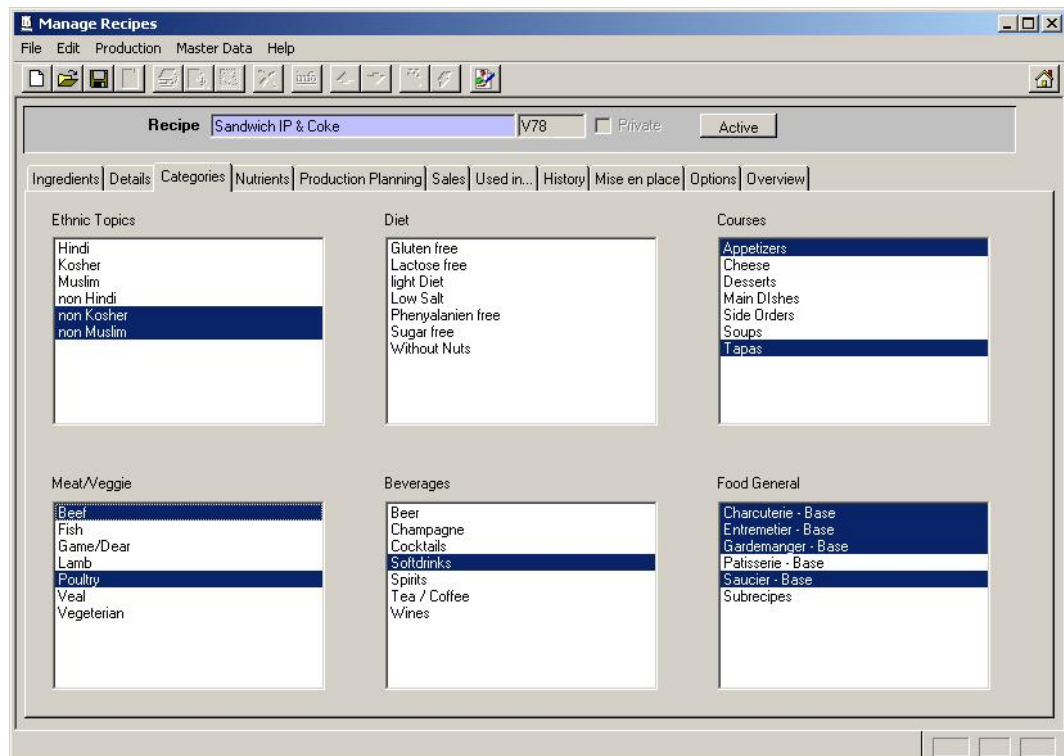 Manage Recipes
File Edit Production Master Data Help
info
Recipe Sandwich IP & Coke V78 Private Active
Ingredients Details Categories Nutrients Production Planning Sales Used in... History Mise en place Options Overview
Ethnic Topics
Hindi
Kosher
Muslim
non Hindi
non Kosher
non Muslim
Diet
Gluten free
Lactose free
light Diet
Low Salt
Phenyalanien free
Sugar free
Without Nuts
Courses
Appetizers
Cheese
Desserts
Main DIshes
Side Orders
Soups
Tapas
Meat/Veggie
Beef
Fish
Game/Dear
Lamb
Poultry
Veal
Vegeterian
Beverages
Beer
Champagne
Cocktails
Softdrinks
Spirits
Tea / Coffee
Wines
Food General
Charcuterie - Base
Entremetier - Base
Gardemanger - Base
Patisserie - Base
Saucier - Base
Subrecipes